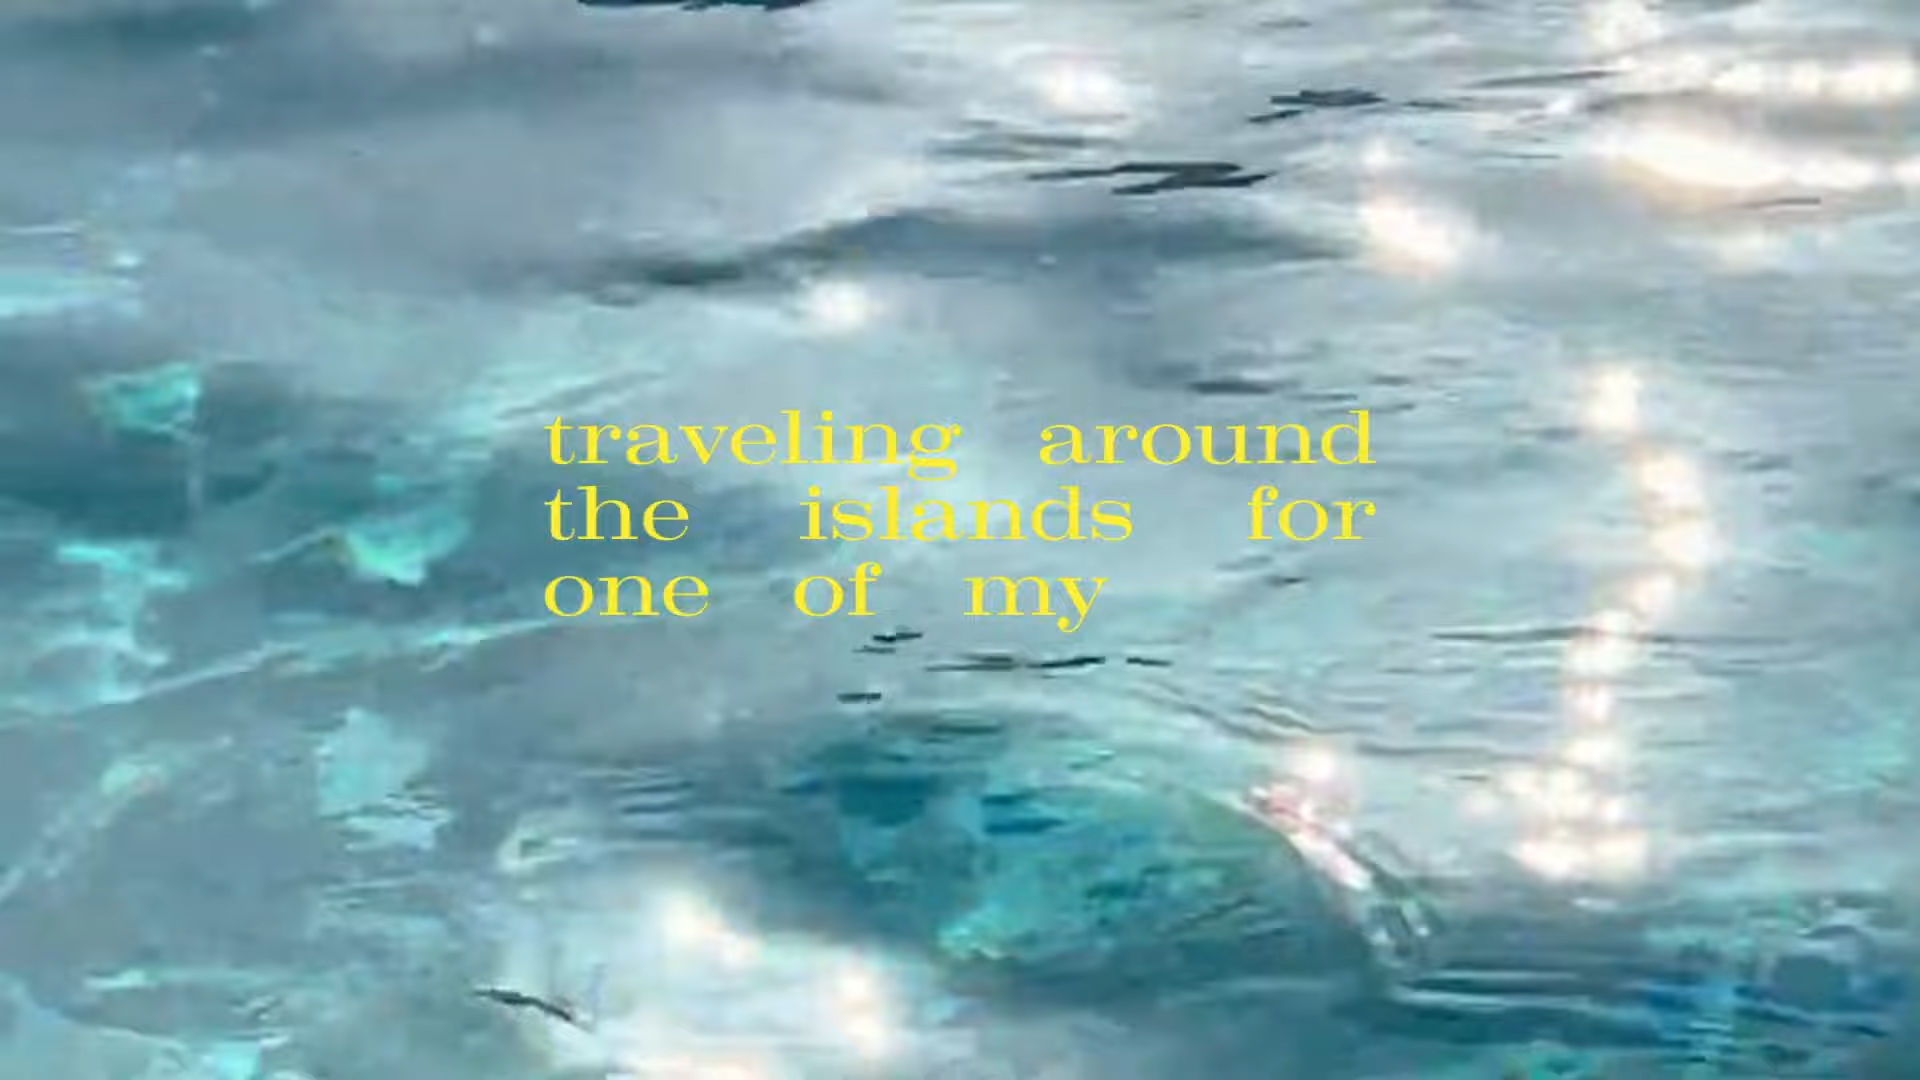 traveling around
the islands for
one of my